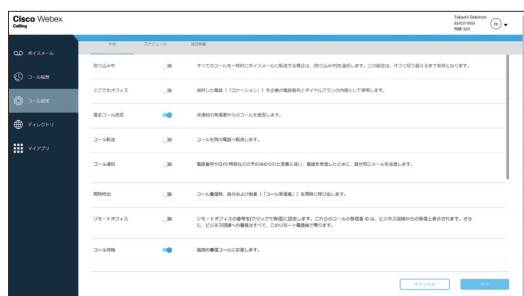 Cisco Webex
Calling
Takashi Sekimori
内線 625
ボイスメール
コール履歴
コール設定
ディレクトリ
マイアプリ
スケジュール
取り込み中
すべてのコールを一時的にボイスメールに転送する場合は、[取り込み中]を選択します。この設定は、オフに切り替えるまで有効となります。
どこでもオフィス
選択した電話(「ロケーション」)を企業の電話番号とダイヤルプランの内線として使用します。
匿名コール拒否
非通知の発信者からのコールを拒否します。
コール転送
コールを別の電話へ転送します。
コール通知
電話番号や日付/時刻などの予め決められた定義に従い、電話を受信したときに、自分宛にメールを送信します。
同時呼出
コール着信時、自分および他者(「コール受信者」)を同時に呼び出します。
リモートオフィス
リモートオフィスの番号を[クリックで発信]に設定します。これらのコールの発信者 ID は、ビジネス回線からの発信と表示されます。さら
に、ビジネス回線への着信はすべて、このリモート電話機で鳴ります。
コール待機
追加の着信コールに応答します。
キャンセル
保存